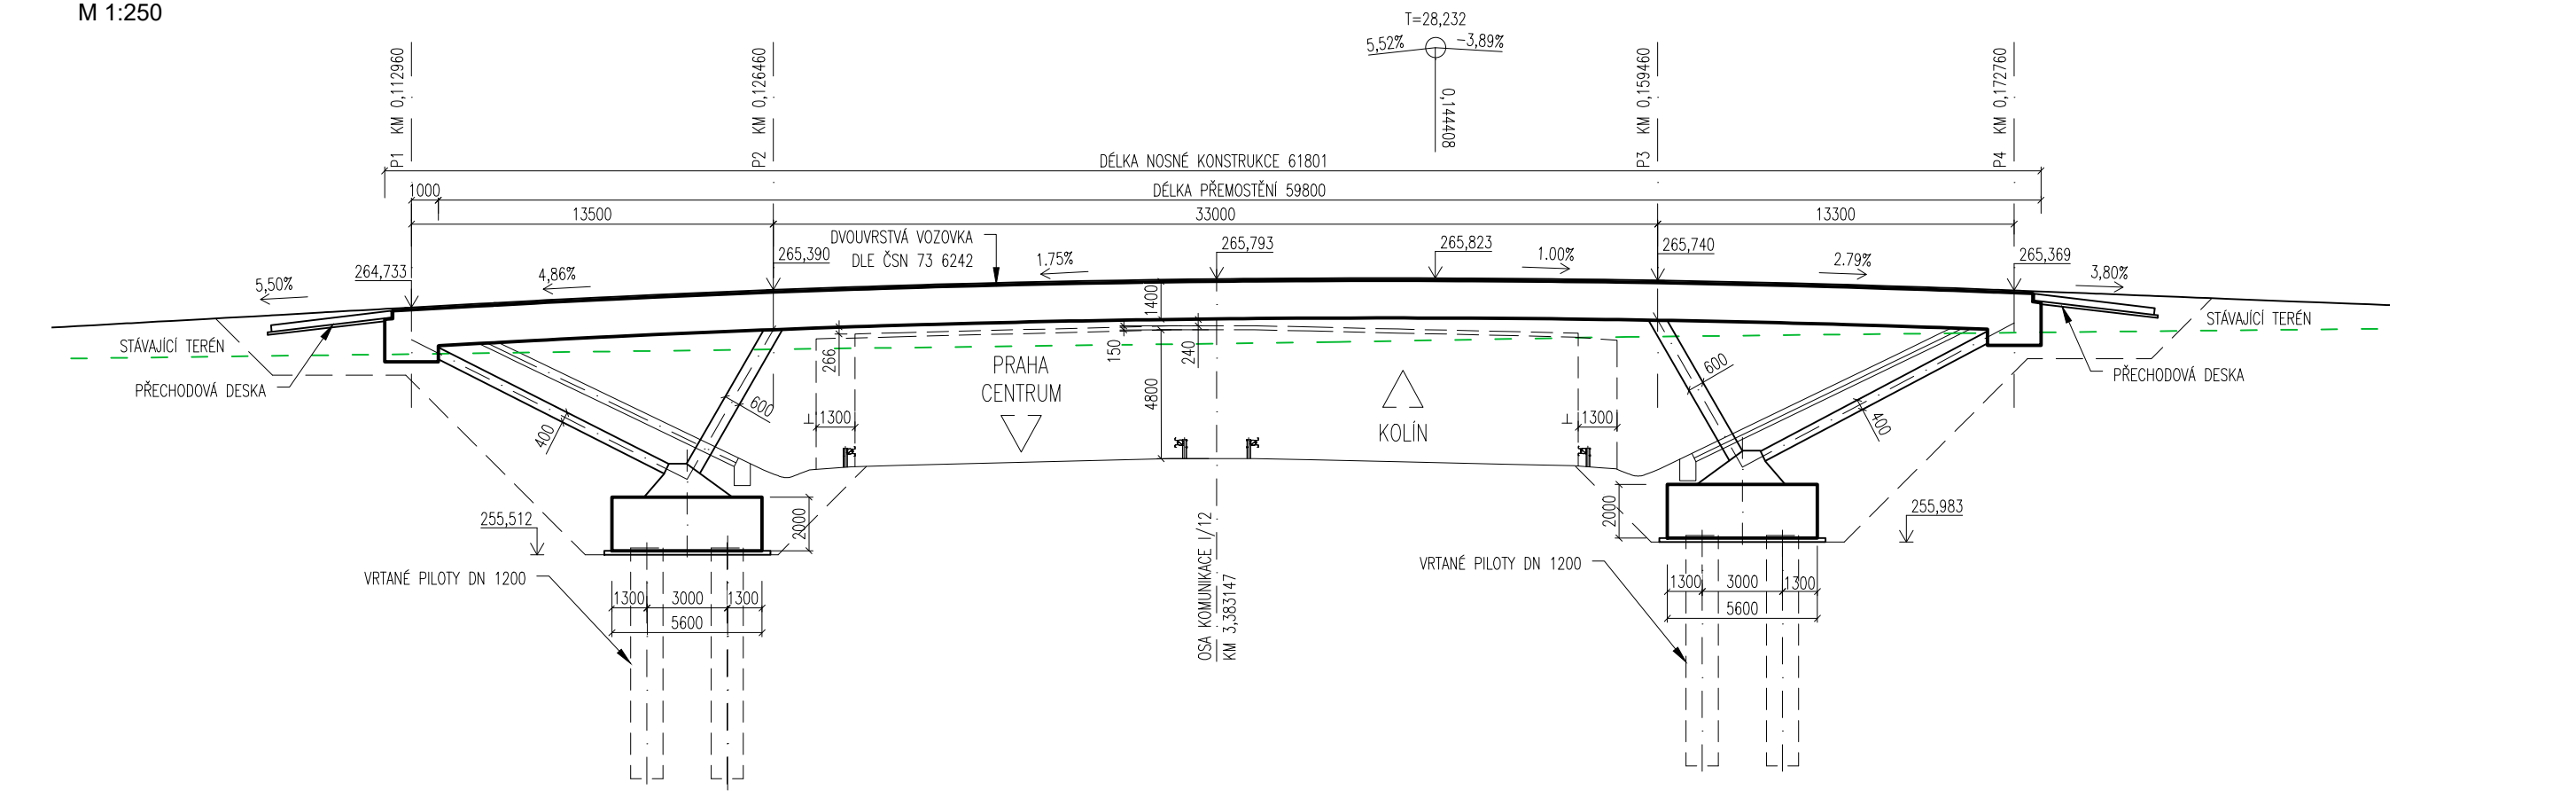 M 1:250
T=28,232
5,52%
-3,89%
0,144408
P1 KM 0,112960
P2 KM 0,126460
P3 KM 0,159460
P4 KM 0,172760
DÉLKA NOSNÉ KONSTRUKCE 61801
1000
DÉLKA PŘEMOSTĚNÍ 59800
13500
33000
13300
DVOUVRSTVÁ VOZOVKA
DLE ČSN 73 6242
5,50%
264,733
4,86%
265,390
1.75%
265,793
265,823
1.00%
265,740
2.79%
265,369
3,80%
STÁVAJÍCÍ TERÉN
PŘECHODOVÁ DESKA
STÁVAJÍCÍ TERÉN
PŘECHODOVÁ DESKA
1400
266
150
240
4800
PRAHA
CENTRUM
KOLÍN
600
400
600
400
⊥
1300
⊥
1300
255,512
2000
2000
255,983
VRTANÉ PILOTY DN 1200
VRTANÉ PILOTY DN 1200
1300
3000
1300
5600
1300
3000
1300
5600
OSA KOMUNIKACE I/12
KM 3,383147